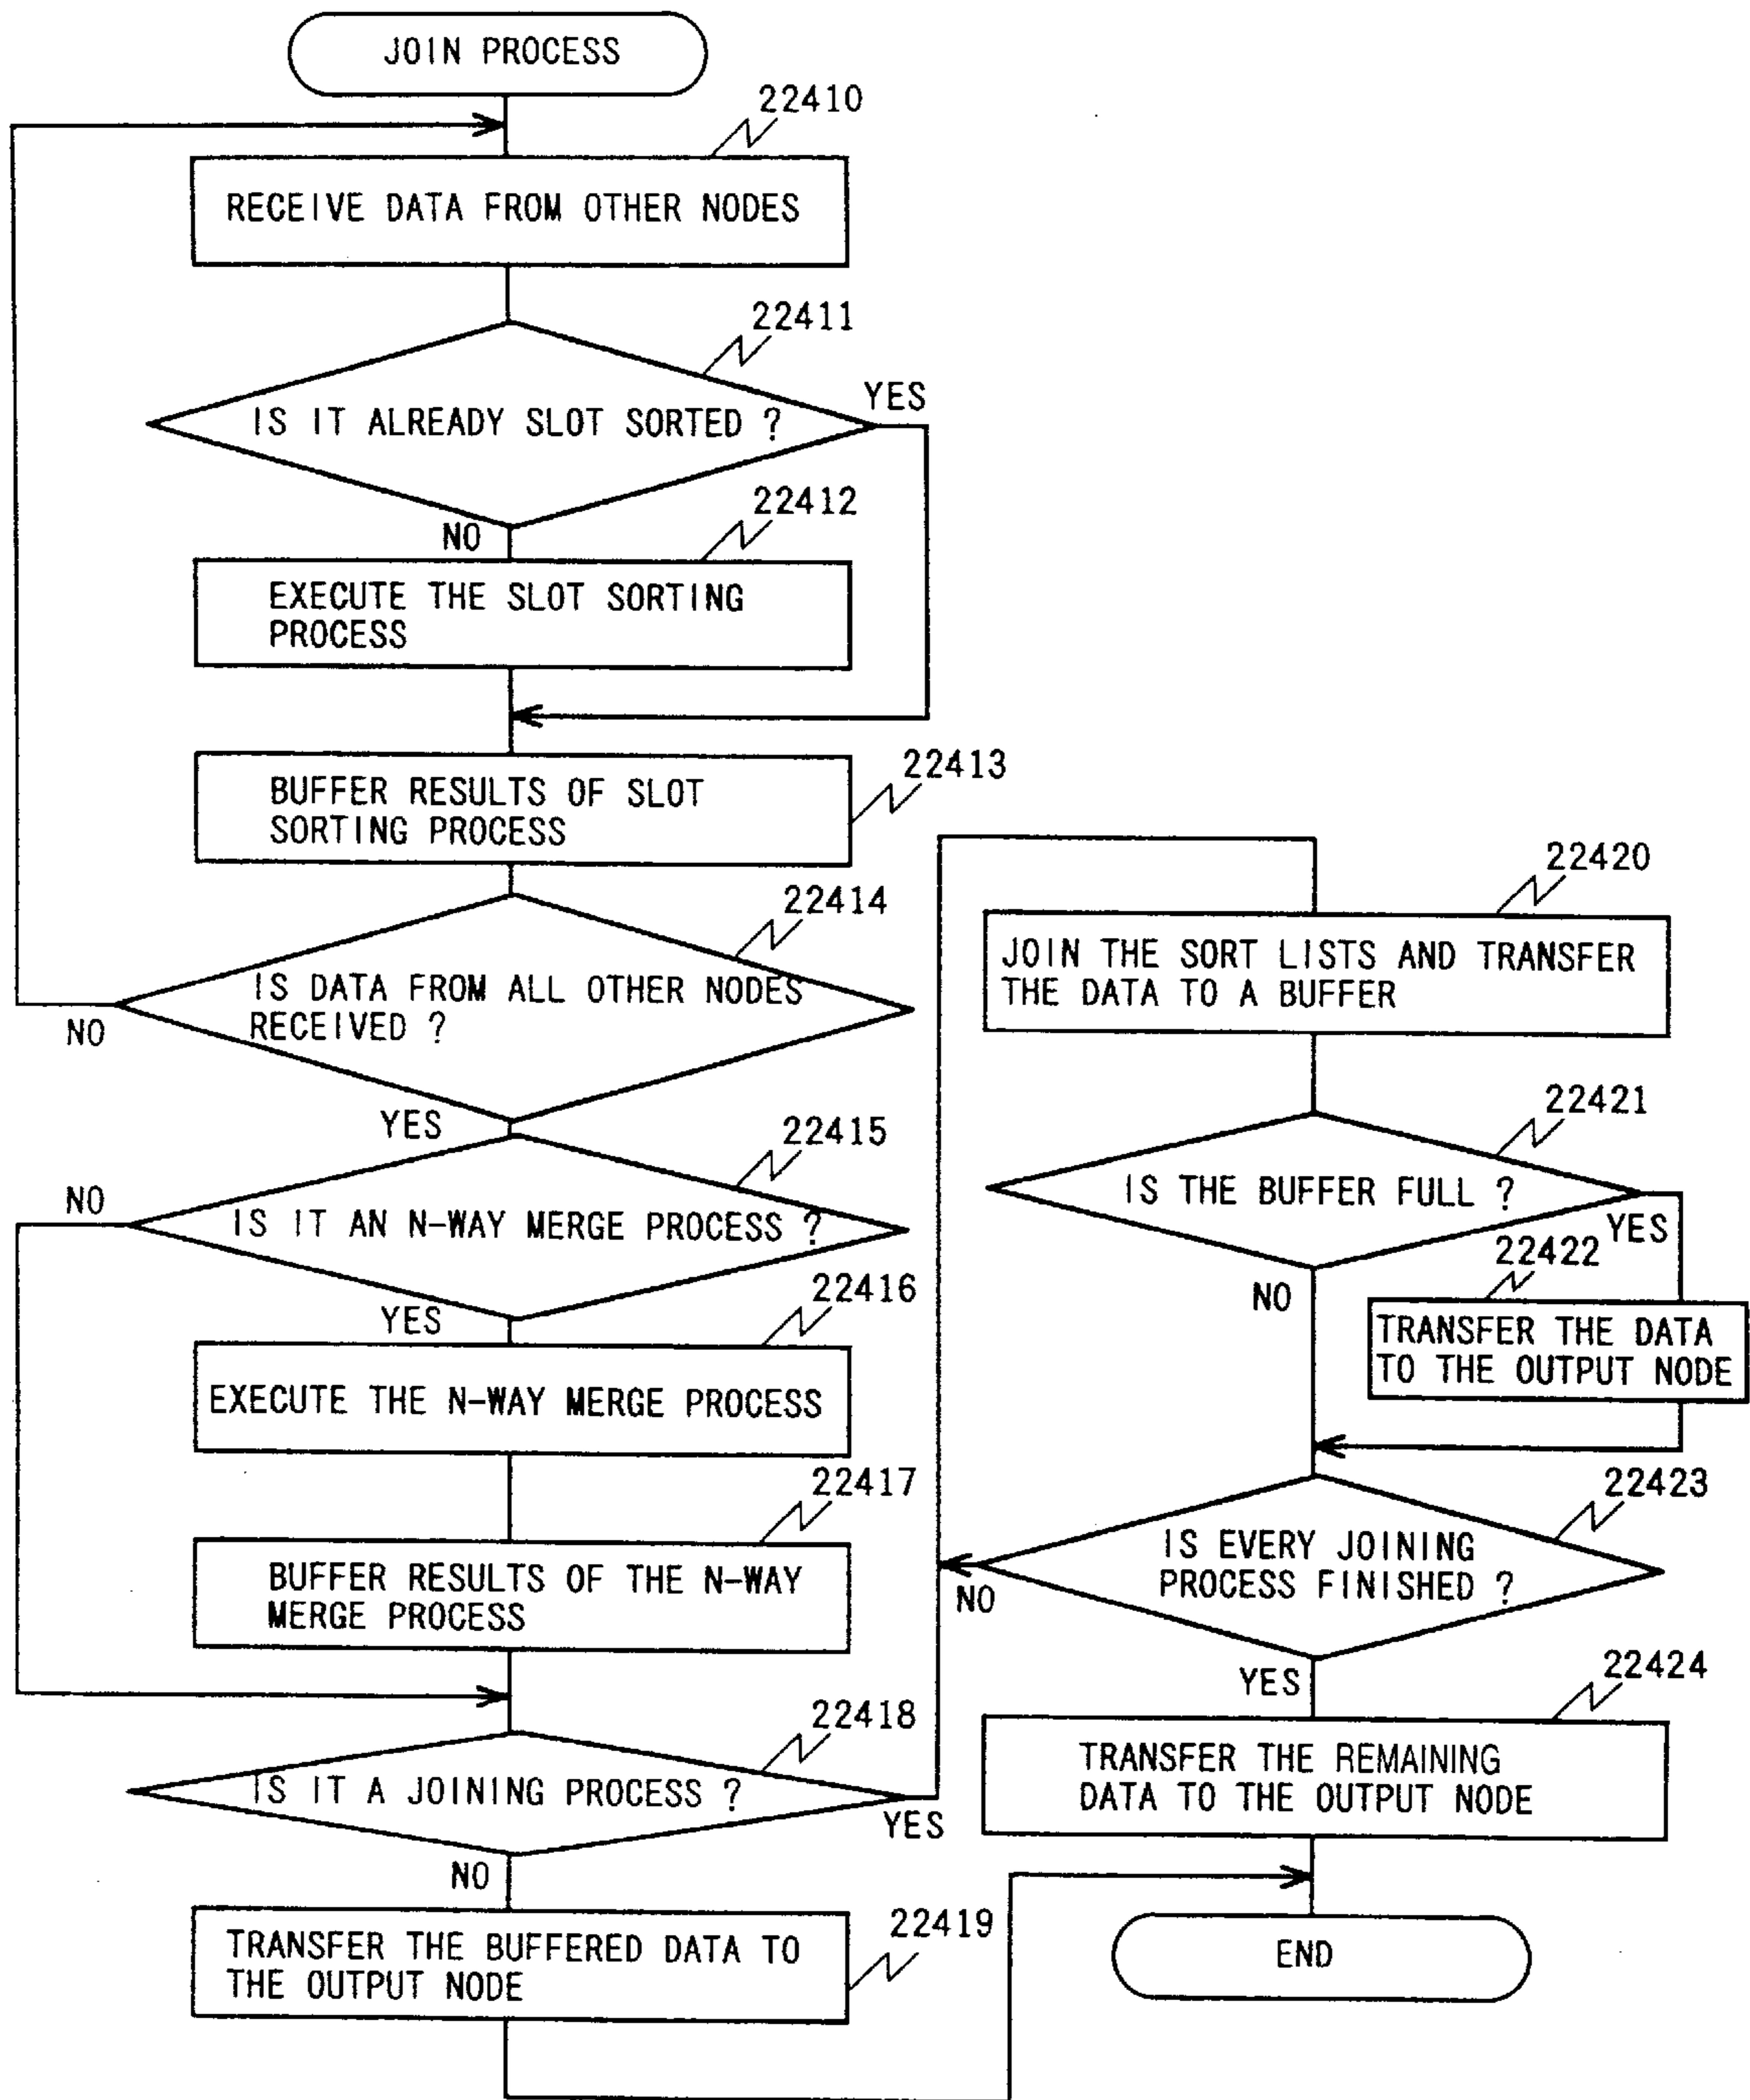 JOIN PROCESS
22410
RECEIVE DATA FROM OTHER NODES
22411
IS IT ALREADY SLOT SORTED ?
YES
NO
22412
EXECUTE THE SLOT SORTING
PROCESS
22413
BUFFER RESULTS OF SLOT
SORTING PROCESS
22414
IS DATA FROM ALL OTHER NODES
RECEIVED ?
NO
YES
22415
IS IT AN N-WAY MERGE PROCESS ?
NO
YES
22416
EXECUTE THE N-WAY MERGE PROCESS
22417
BUFFER RESULTS OF THE N-WAY
MERGE PROCESS
22418
IS IT A JOINING PROCESS ?
YES
NO
22419
TRANSFER THE BUFFERED DATA TO
THE OUTPUT NODE
22420
JOIN THE SORT LISTS AND TRANSFER
THE DATA TO A BUFFER
22421
IS THE BUFFER FULL ?
YES
NO
22422
TRANSFER THE DATA
TO THE OUTPUT NODE
22423
IS EVERY JOINING
PROCESS FINISHED ?
NO
YES
22424
TRANSFER THE REMAINING
DATA TO THE OUTPUT NODE
END